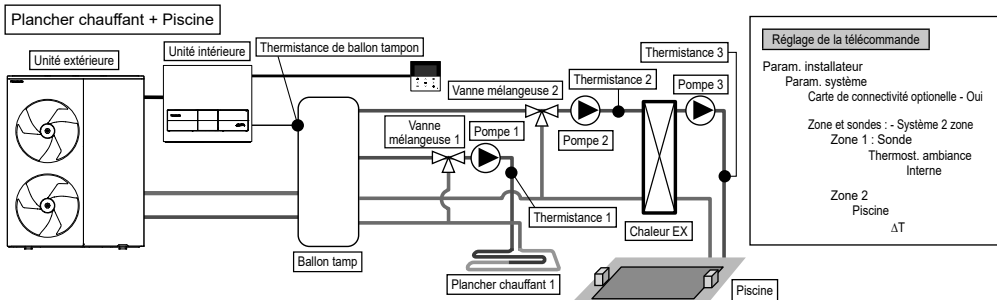 Plancher chauffant + Piscine
Unité extérieure
Unité intérieure
Thermistance de ballon tampon
Vanne mélangeuse 2
Thermistance 2
Thermistance 3
Pompe 3
Vanne
mélangeuse 1
Pompe 1
Pompe 2
Thermistance 1
Chaleur EX
Ballon tamp
Plancher chauffant 1
Piscine
Réglage de la télécommande
Param. installateur
Param. système
Carte de connectivité optionelle - Oui
Zone et sondes : - Système 2 zone
Zone 1 : Sonde
Thermost. ambiance
Interne
Zone 2
Piscine
ΔT